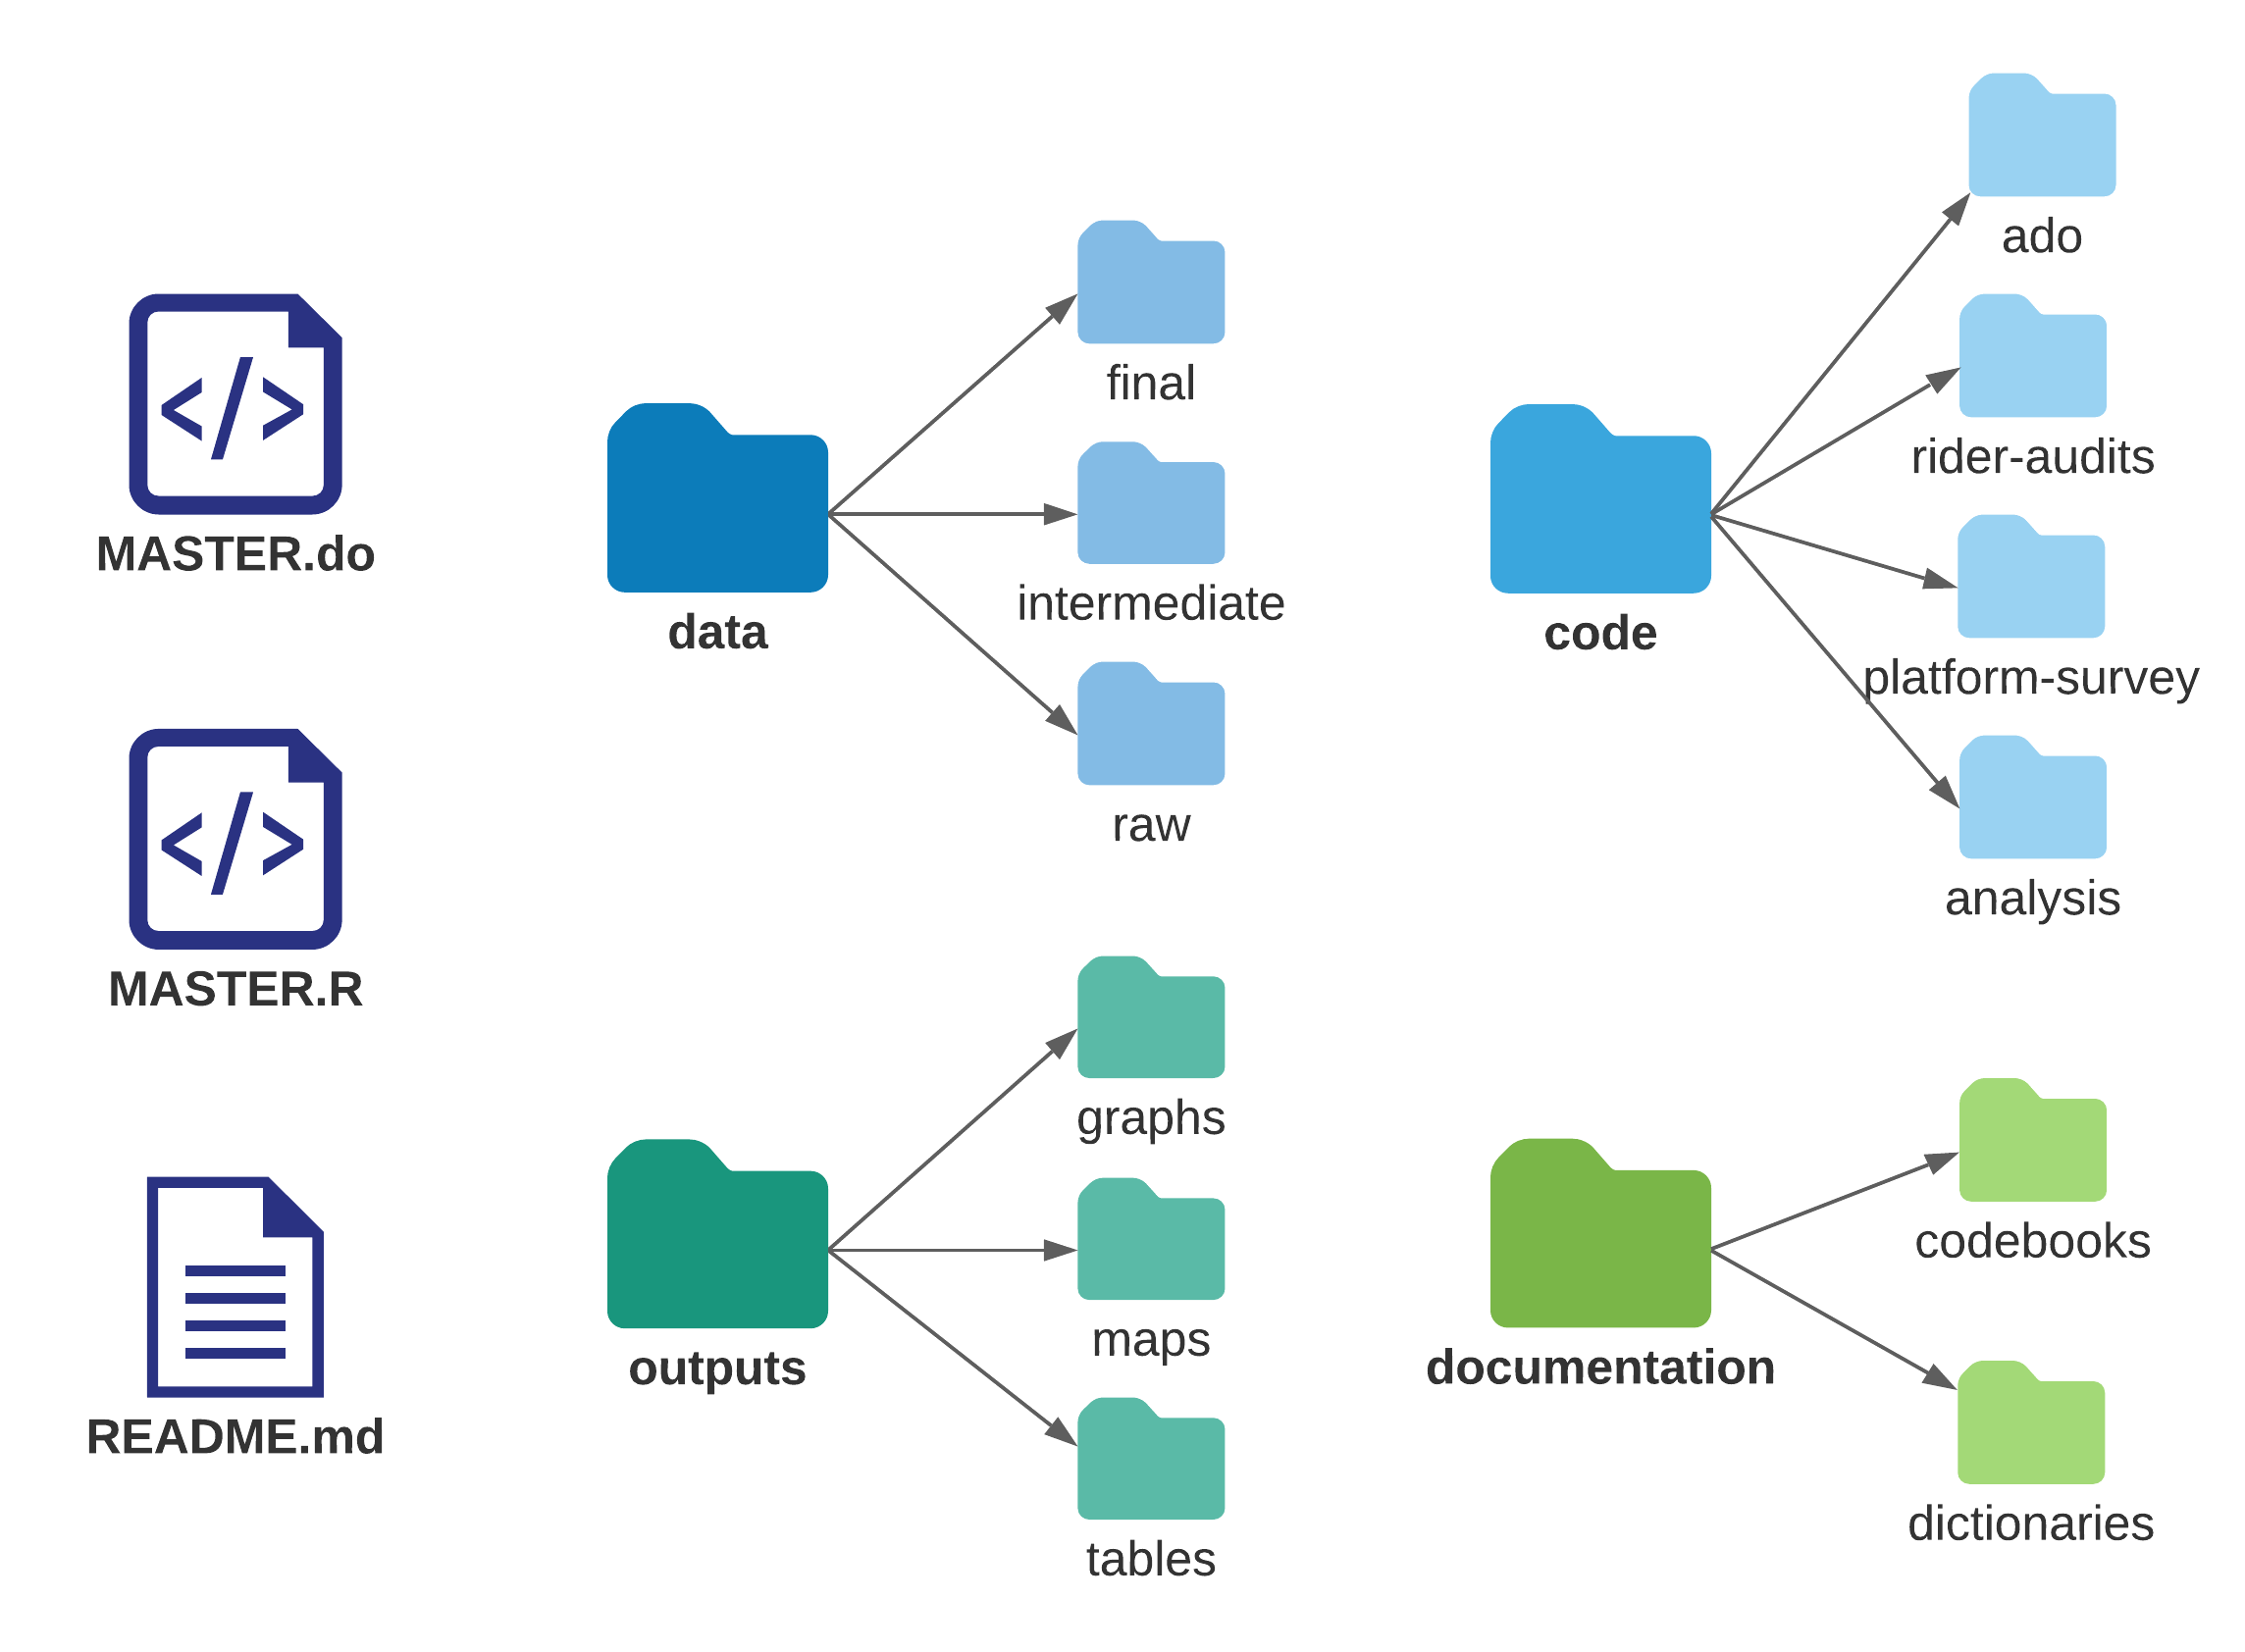 MASTER.do
MASTER.R
README.md
data
final
intermediate
raw
code
ado
rider-audits
platform-survey
analysis
outputs
graphs
maps
tables
documentation
codebooks
dictionaries